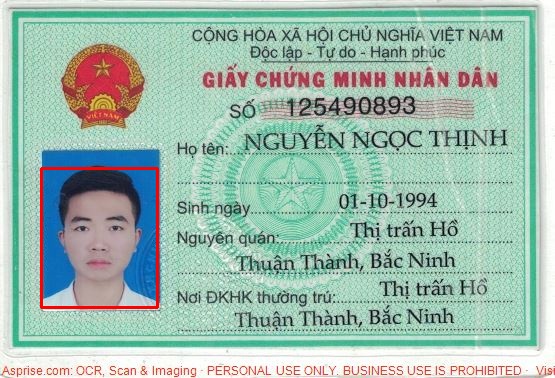 CỘNG HÒA XÃ HỘI CHỦ NGHĨA VIỆT NAM
Độc lập - Tự do - Hạnh phúc
GIẤY CHỨNG MINH NHÂN DÂN
SỐ 125490893
Họ tên: NGUYỄN NGỌC THỊNH
Sinh ngày 01-10-1994
Nguyên quán: Thị trấn Hồ
Thuận Thành, Bắc Ninh
Nơi ĐKHK thường trú: Thị trấn Hồ
Thuận Thành, Bắc Ninh
VIỆT NAM
Asprise.com: OCR, Scan & Imaging · PERSONAL USE ONLY. BUSINESS USE IS PROHIBITED · Visi